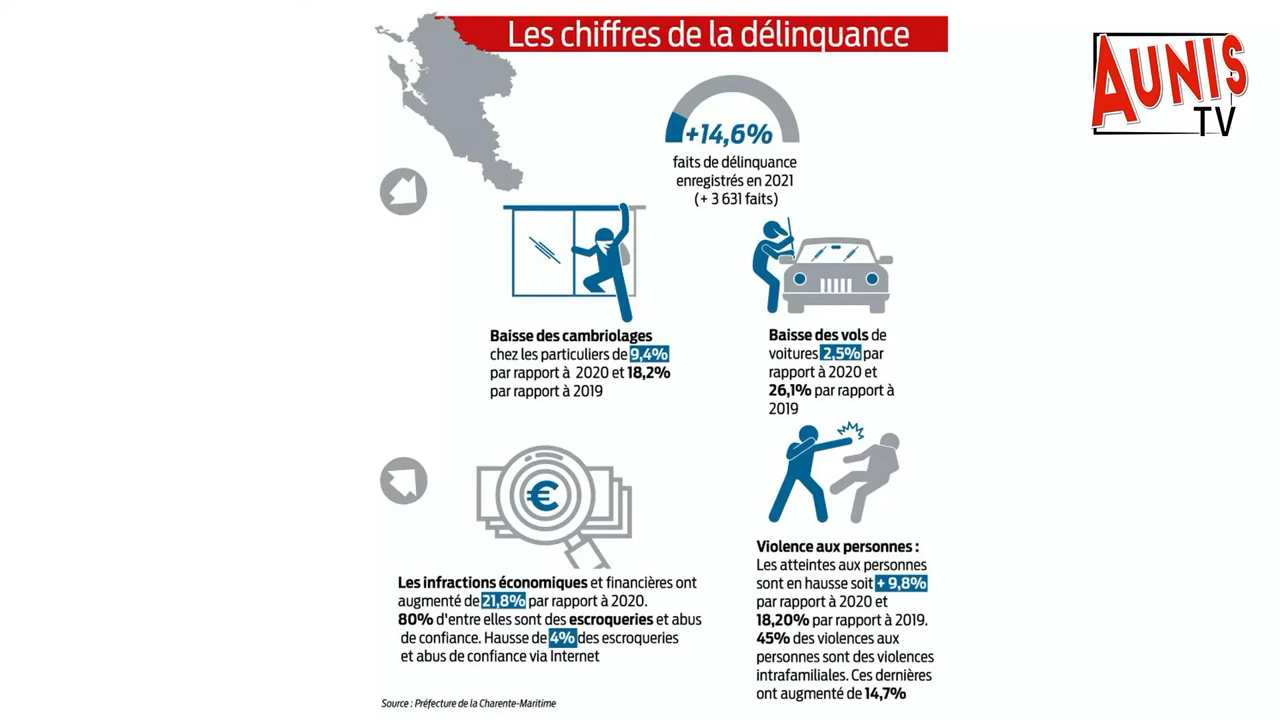 Les chiffres de la délinquance
AUNIS
TV
+14,6%
faits de délinquance
enregistrés en 2021
(+ 3 631 faits)
Baisse des cambriolages
chez les particuliers de 9,4%
par rapport à 2020 et 18,2%
par rapport à 2019
Baisse des vols de
voitures 2,5% par
rapport à 2020 et
26,1% par rapport à
2019
€
Les infractions économiques et financières ont
augmenté de 21,8% par rapport à 2020.
80% d'entre elles sont des escroqueries et abus
de confiance. Hausse de 4% des escroqueries
et abus de confiance via Internet
Violence aux personnes :
Les atteintes aux personnes
sont en hausse soit + 9,8%
par rapport à 2020 et
18,20% par rapport à 2019.
45% des violences aux
personnes sont des violences
intrafamiliales. Ces dernières
ont augmenté de 14,7%
Source : Préfecture de la Charente-Maritime